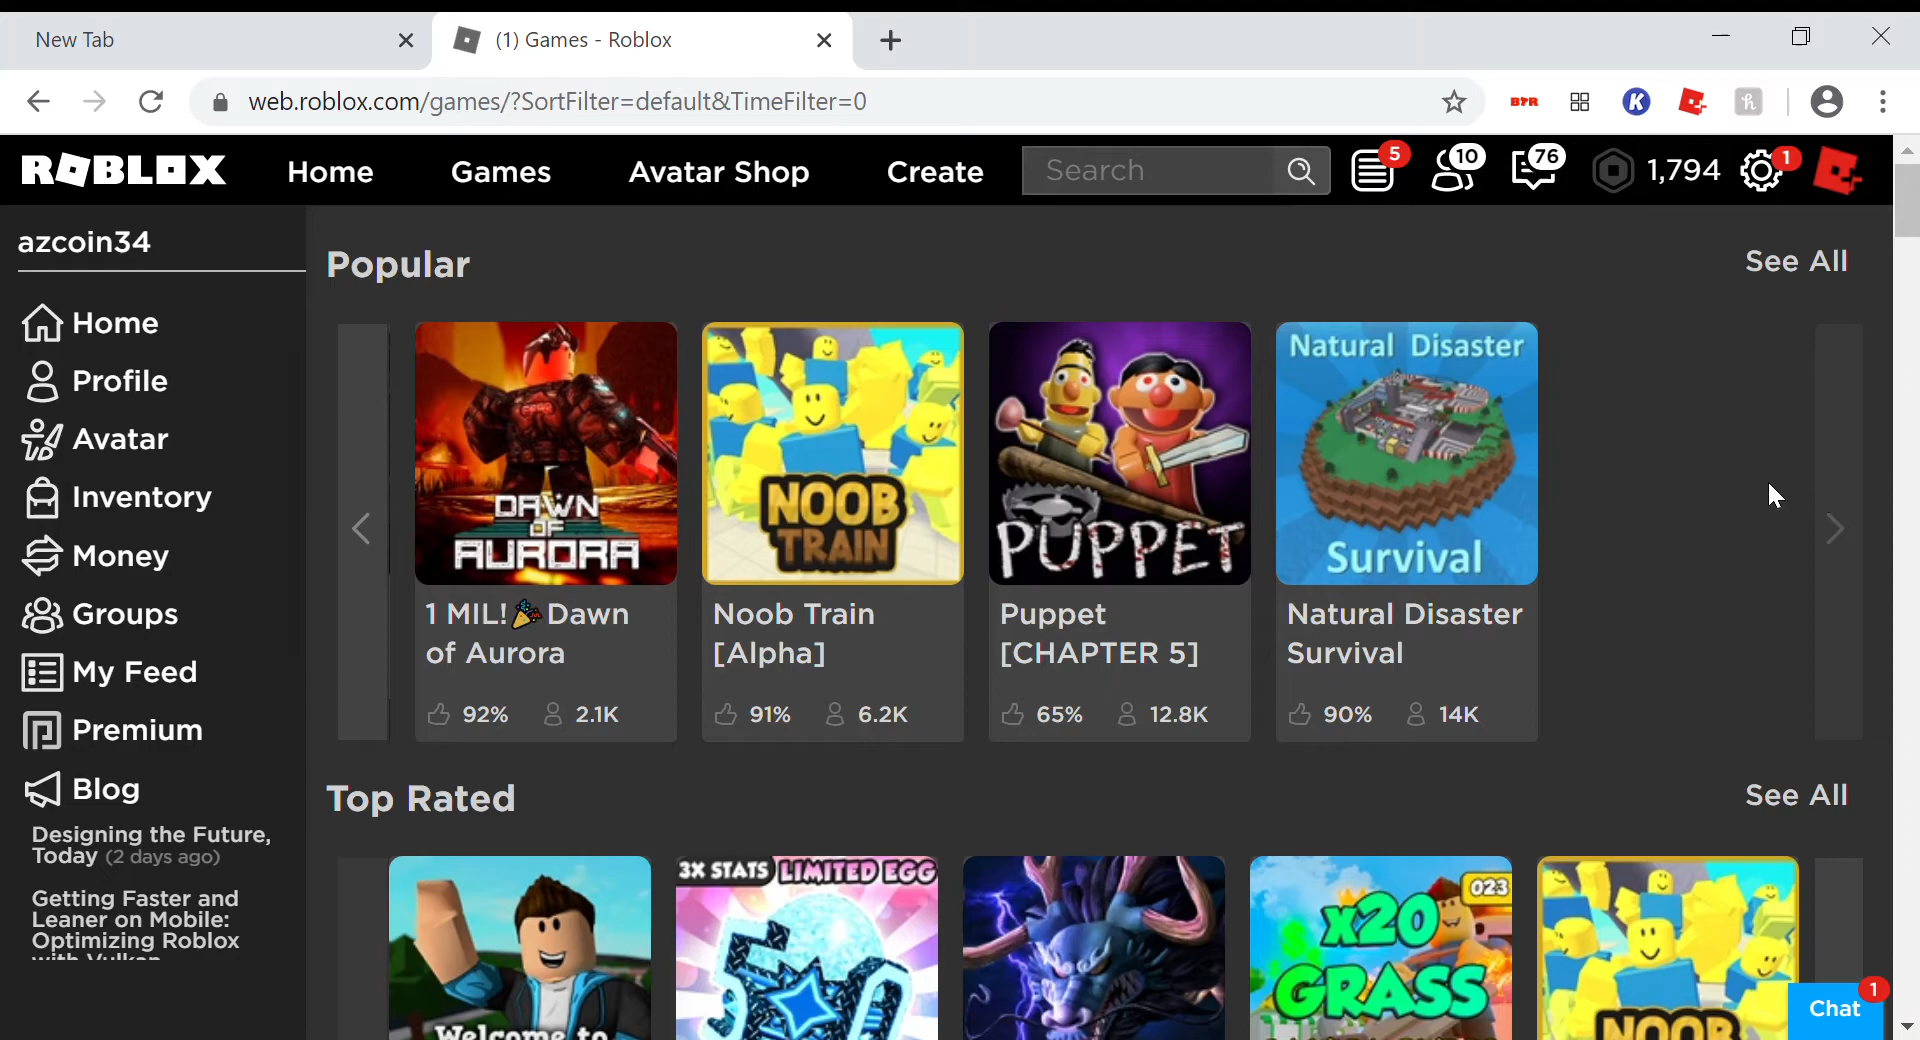 New Tab
(1) Games - Roblox
web.roblox.com/games/?SortFilter=default&TimeFilter=0
BTR
K
h
ROBLOX
Home
Games
Avatar Shop
Create
Search
5
10
76
1,794
1
azcoin34
Home
Profile
Avatar
Inventory
Money
Groups
My Feed
Premium
Blog
Designing the Future,
Today (2 days ago)
Getting Faster and
Leaner on Mobile:
Optimizing Roblox
with Vulkan
Popular
See All
DAWN
OF
AURORA
1 MIL!🎉Dawn
of Aurora
92% 2.1K
NOOB
TRAIN
Noob Train
[Alpha]
91% 6.2K
PUPPET
Puppet
[CHAPTER 5]
65% 12.8K
Natural Disaster
Survival
Natural Disaster
Survival
90% 14K
Top Rated
See All
Welcome to
3X STATS LIMITED EGG
023
x20
GRASS
NOOB
Chat
1